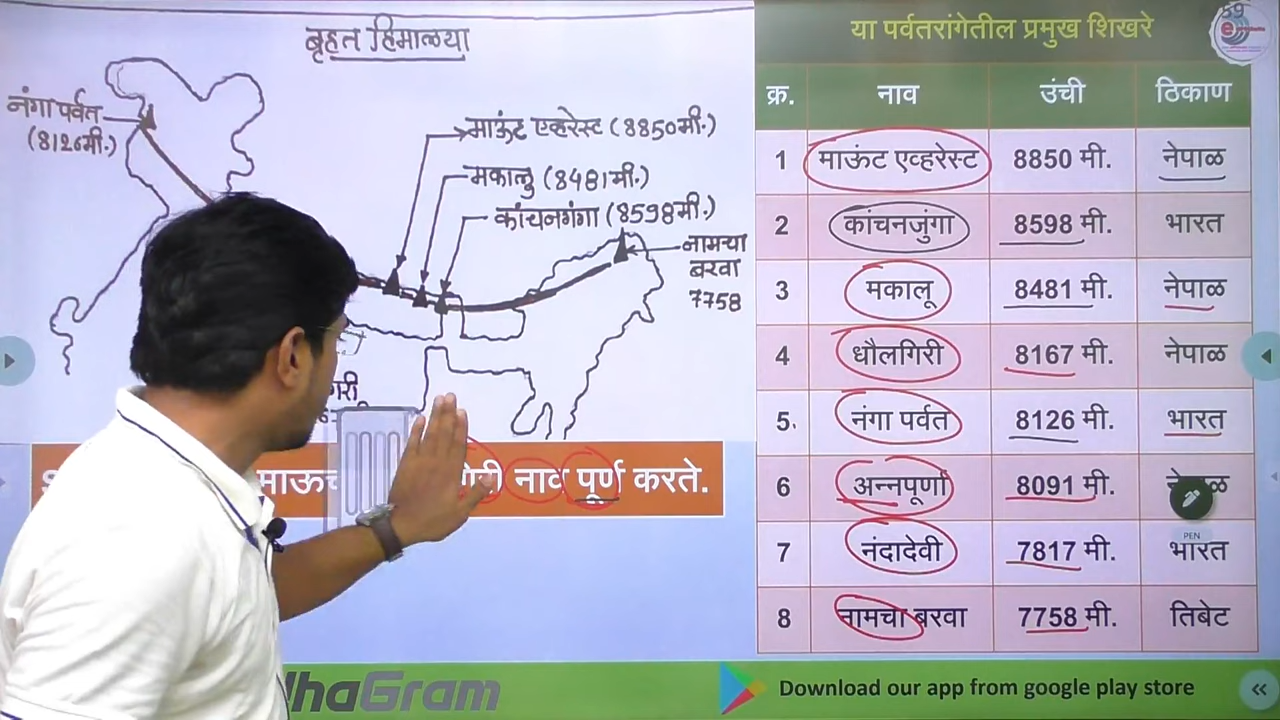 बृहत हिमाळया
नंगा पर्वत
(8126मी.)
माऊंट एव्हरेस्ट (8850मी.)
मकालु (8481मी.)
कांचनगंगा (8598मी.)
नामचा
बरवा
7758
माऊच
नाव पूर्ण करते.
या पर्वतरांगेतील प्रमुख शिखरे
क्र. नाव उंची ठिकाण
1 माऊंट एव्हरेस्ट 8850 मी. नेपाळ
2 कांचनजुंगा 8598 मी. भारत
3 मकालू 8481 मी. नेपाळ
4 धौलगिरी 8167 मी. नेपाळ
5. नंगा पर्वत 8126 मी. भारत
6 अन्नपूर्णा 8091 मी.
PEN
7 नंदादेवी 7817 मी. भारत
8 नामचा बरवा 7758 मी. तिबेट
dhaGram
Download our app from google play store